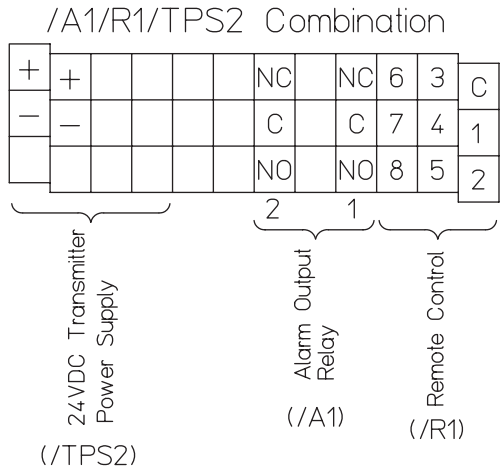 /A1/R1/TPS2 Combination
+ + NC NC 6 3 C
− − C C 7 4 1
NO NO 8 5 2
2 1
24VDC Transmitter
Power Supply
(/TPS2)
Alarm Output
Relay
(/A1)
Remote Control
(/R1)